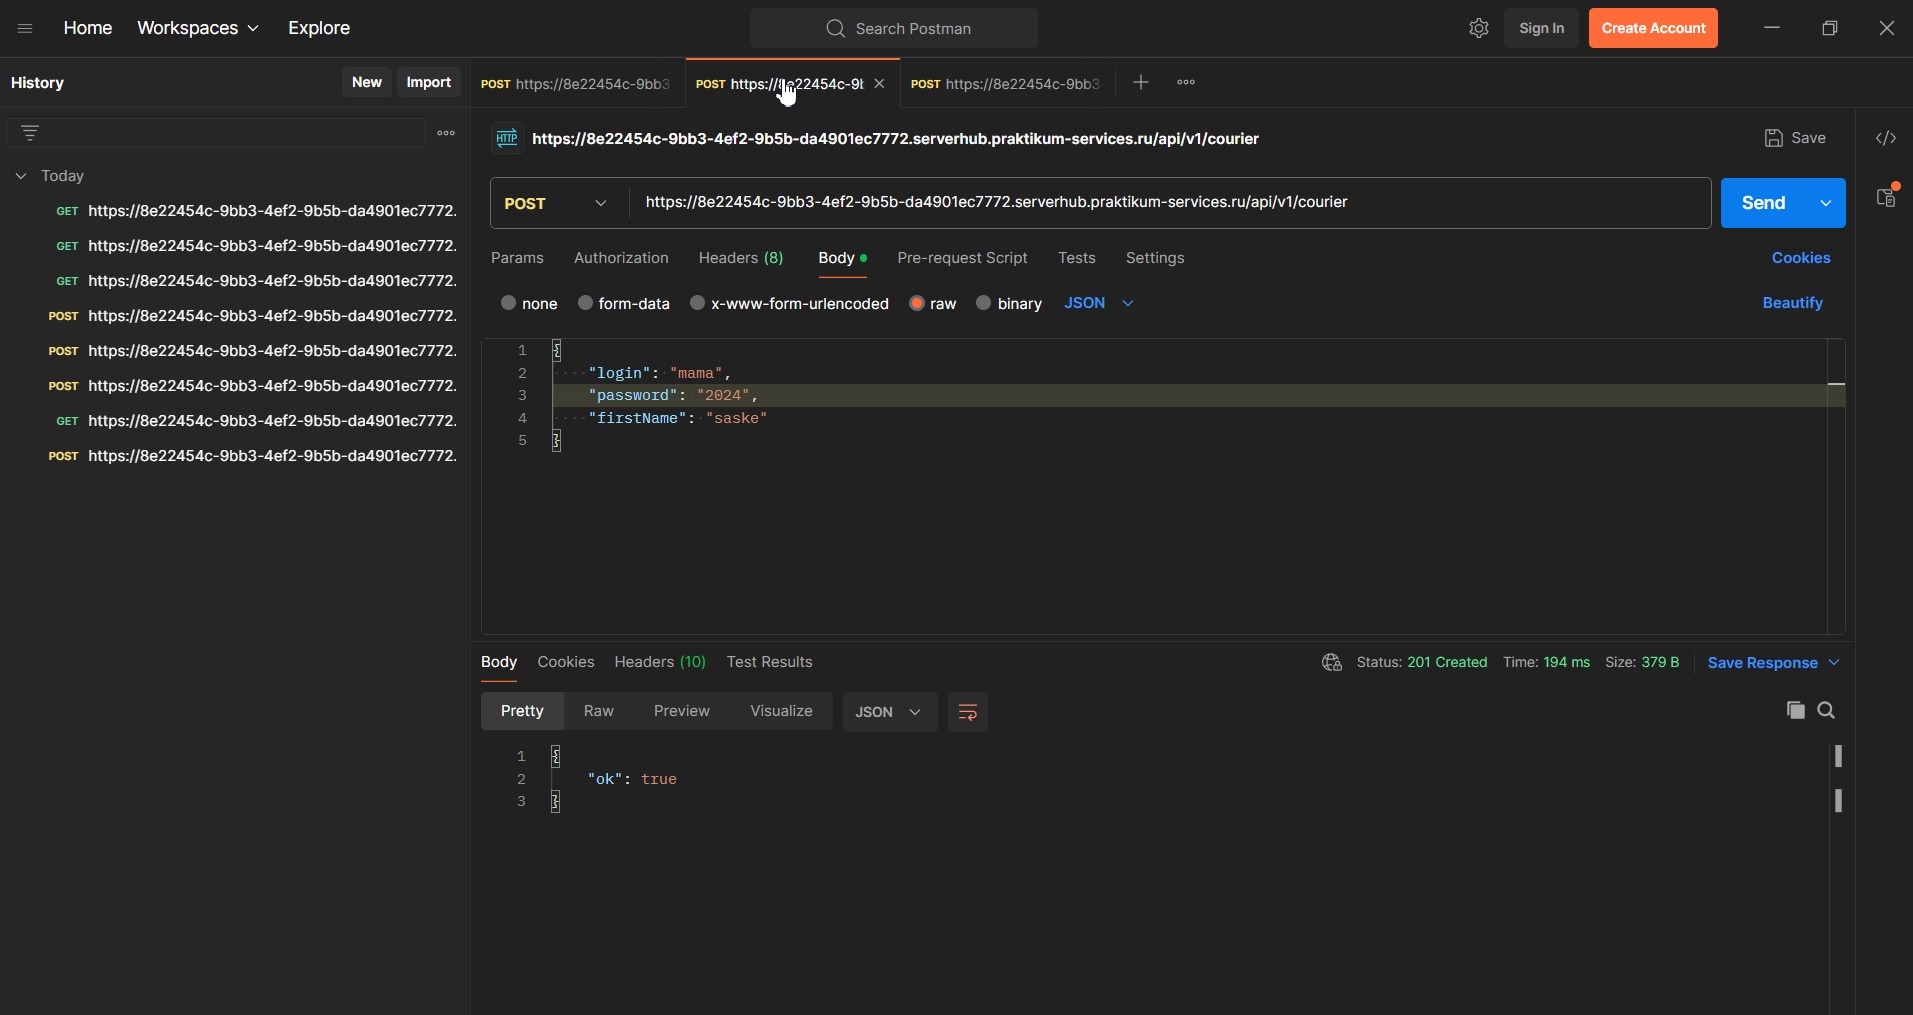 Home Workspaces Explore Search Postman Sign In Create Account
History New Import
POST https://8e22454c-9bb3 POST https://8e22454c-9b POST https://8e22454c-9bb3
HTTP https://8e22454c-9bb3-4ef2-9b5b-da4901ec7772.serverhub.praktikum-services.ru/api/v1/courier Save
Today
GET https://8e22454c-9bb3-4ef2-9b5b-da4901ec7772.
GET https://8e22454c-9bb3-4ef2-9b5b-da4901ec7772.
GET https://8e22454c-9bb3-4ef2-9b5b-da4901ec7772.
POST https://8e22454c-9bb3-4ef2-9b5b-da4901ec7772.
POST https://8e22454c-9bb3-4ef2-9b5b-da4901ec7772.
POST https://8e22454c-9bb3-4ef2-9b5b-da4901ec7772.
GET https://8e22454c-9bb3-4ef2-9b5b-da4901ec7772.
POST https://8e22454c-9bb3-4ef2-9b5b-da4901ec7772.
POST https://8e22454c-9bb3-4ef2-9b5b-da4901ec7772.serverhub.praktikum-services.ru/api/v1/courier Send
Params Authorization Headers (8) Body Pre-request Script Tests Settings Cookies
none form-data x-www-form-urlencoded raw binary JSON Beautify
1 {
2 "login": "mama",
3 "password": "2024",
4 "firstName": "saske"
5 }
Body Cookies Headers (10) Test Results Status: 201 Created Time: 194 ms Size: 379 B Save Response
Pretty Raw Preview Visualize JSON
1 {
2 "ok": true
3 }